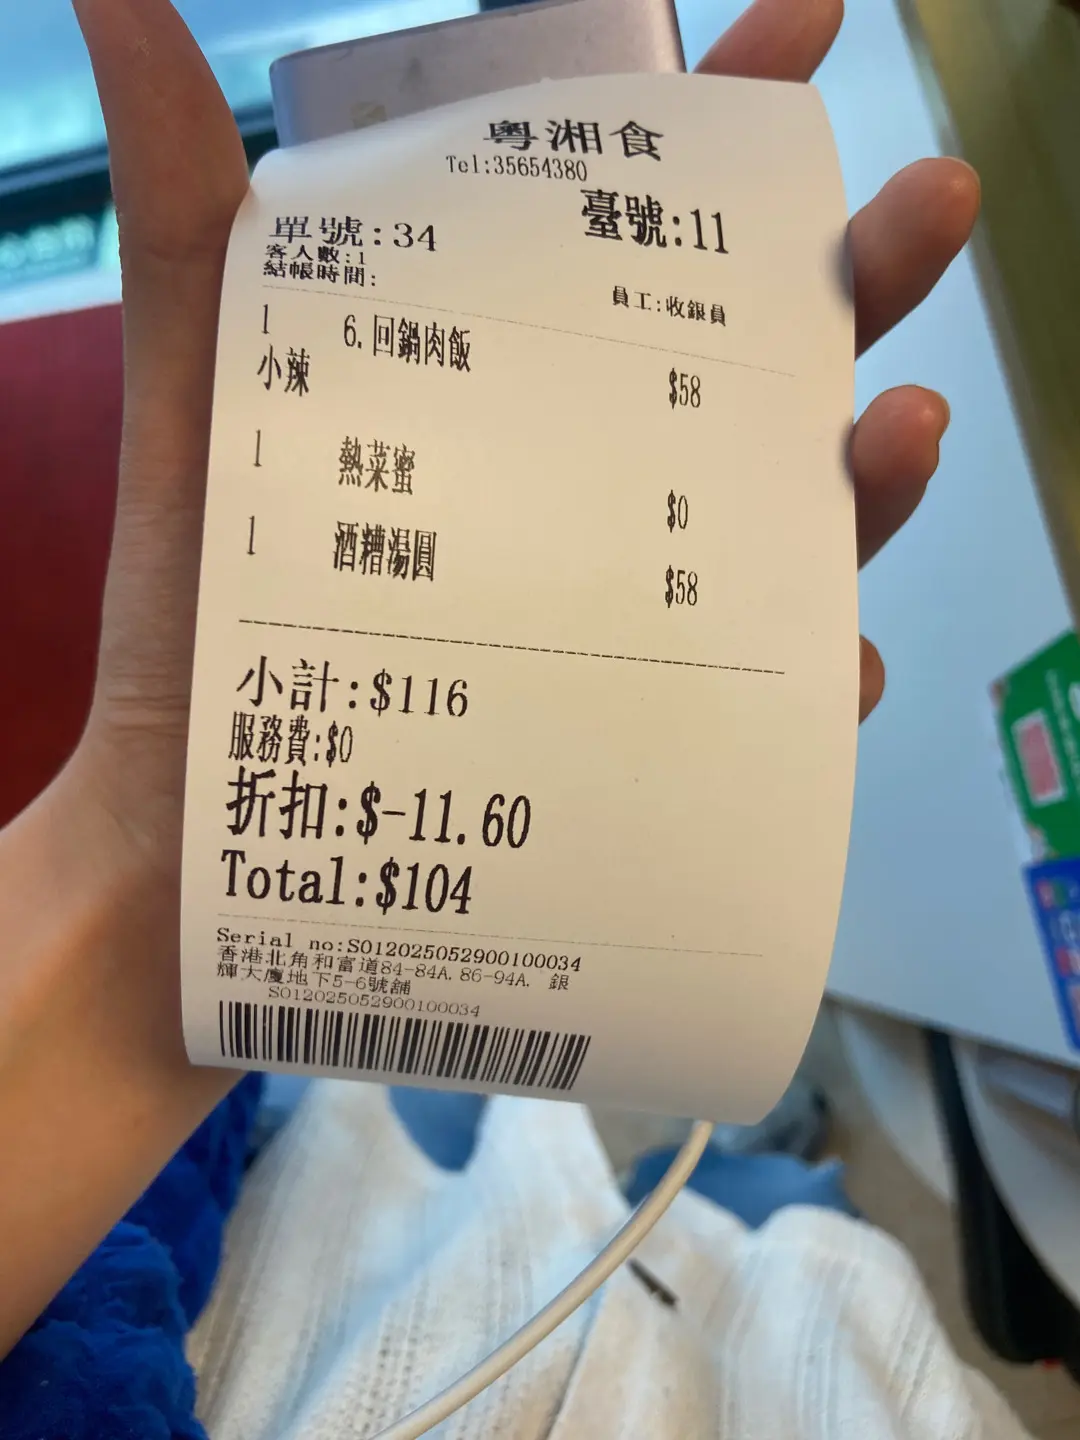 粵湘食
Tel:35654380
臺號:11
單號:34
客人數:1
結帳時間:
員工:收銀員
1 6.回鍋肉飯 $58
小辣
1 熱菜蜜 $0
1 酒糟湯圓 $58
小計:$116
服務費:$0
折扣:$-11.60
Total:$104
Serial no:S012025052900100034
香港北角和富道84-84A. 86-94A. 銀
輝大廈地下5-6號舖
S012025052900100034